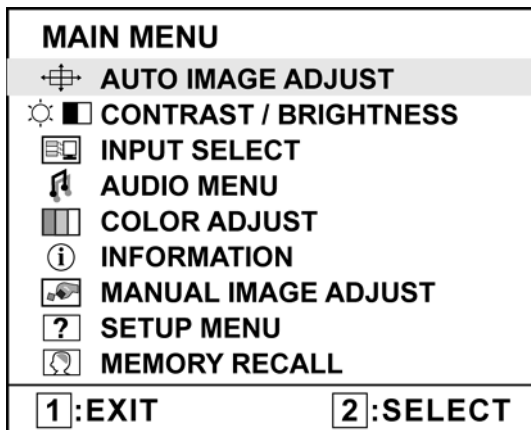 MAIN MENU
AUTO IMAGE ADJUST
CONTRAST / BRIGHTNESS
INPUT SELECT
AUDIO MENU
COLOR ADJUST
i INFORMATION
MANUAL IMAGE ADJUST
? SETUP MENU
MEMORY RECALL
1:EXIT 2:SELECT